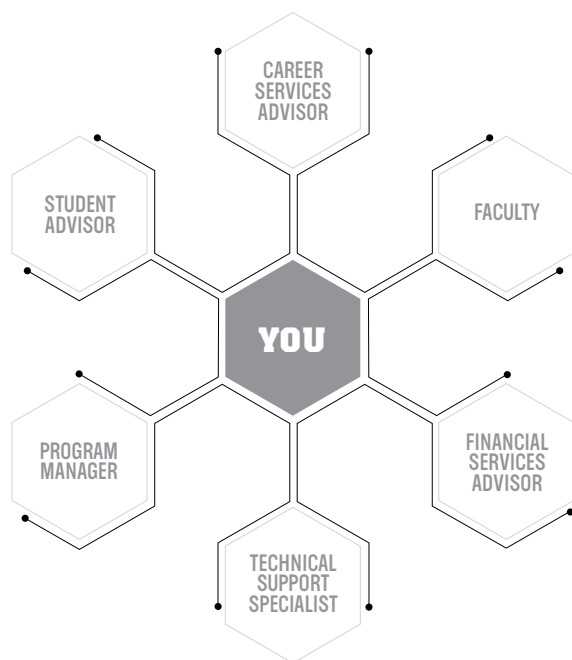 CAREER
SERVICES
ADVISOR
STUDENT
ADVISOR
FACULTY
YOU
PROGRAM
MANAGER
FINANCIAL
SERVICES
ADVISOR
TECHNICAL
SUPPORT
SPECIALIST